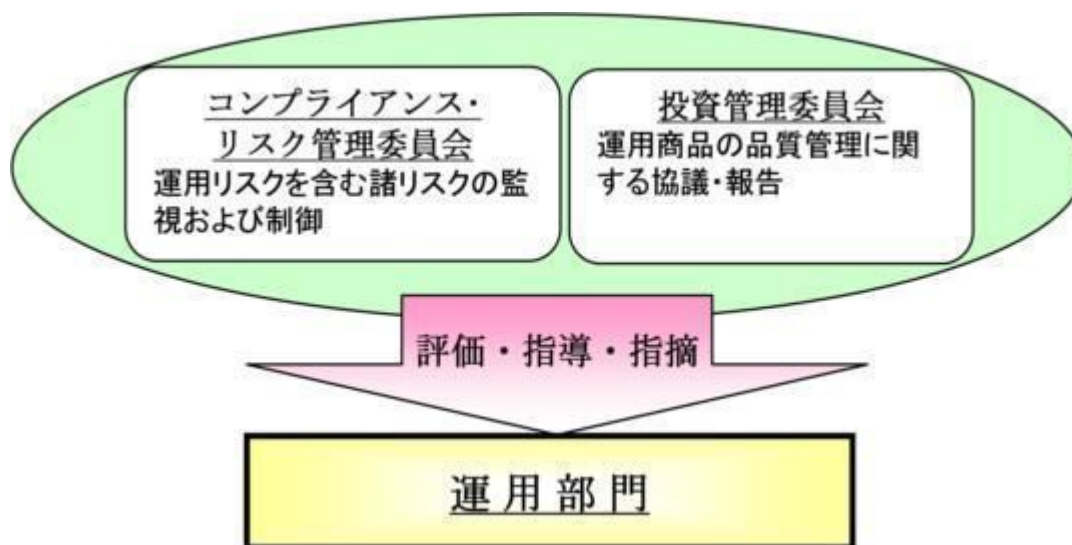 コンプライアンス・
リスク管理委員会
運用リスクを含む諸リスクの監
視および制御
投資管理委員会
運用商品の品質管理に関
する協議・報告
評価・指導・指摘
運用部門